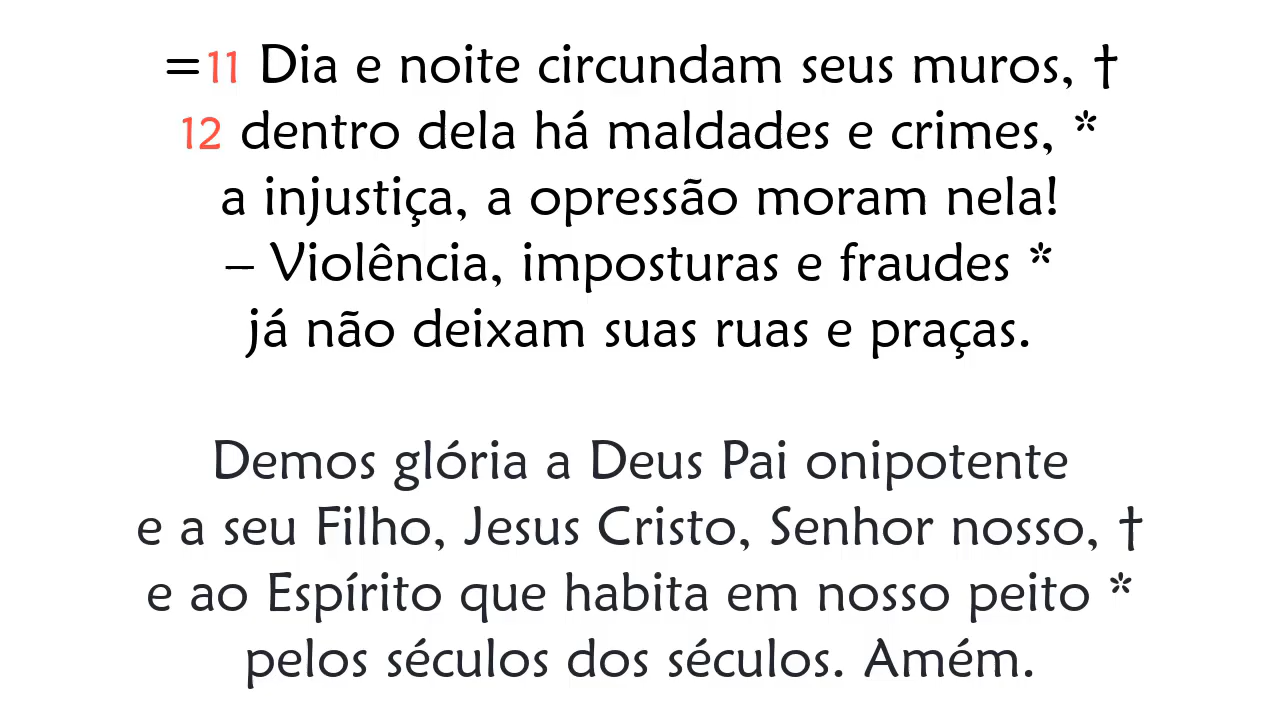 =11 Dia e noite circundam seus muros, †
12 dentro dela há maldades e crimes, *
a injustiça, a opressão moram nela!
– Violência, imposturas e fraudes *
já não deixam suas ruas e praças.
Demos glória a Deus Pai onipotente
e a seu Filho, Jesus Cristo, Senhor nosso, †
e ao Espírito que habita em nosso peito *
pelos séculos dos séculos. Amém.